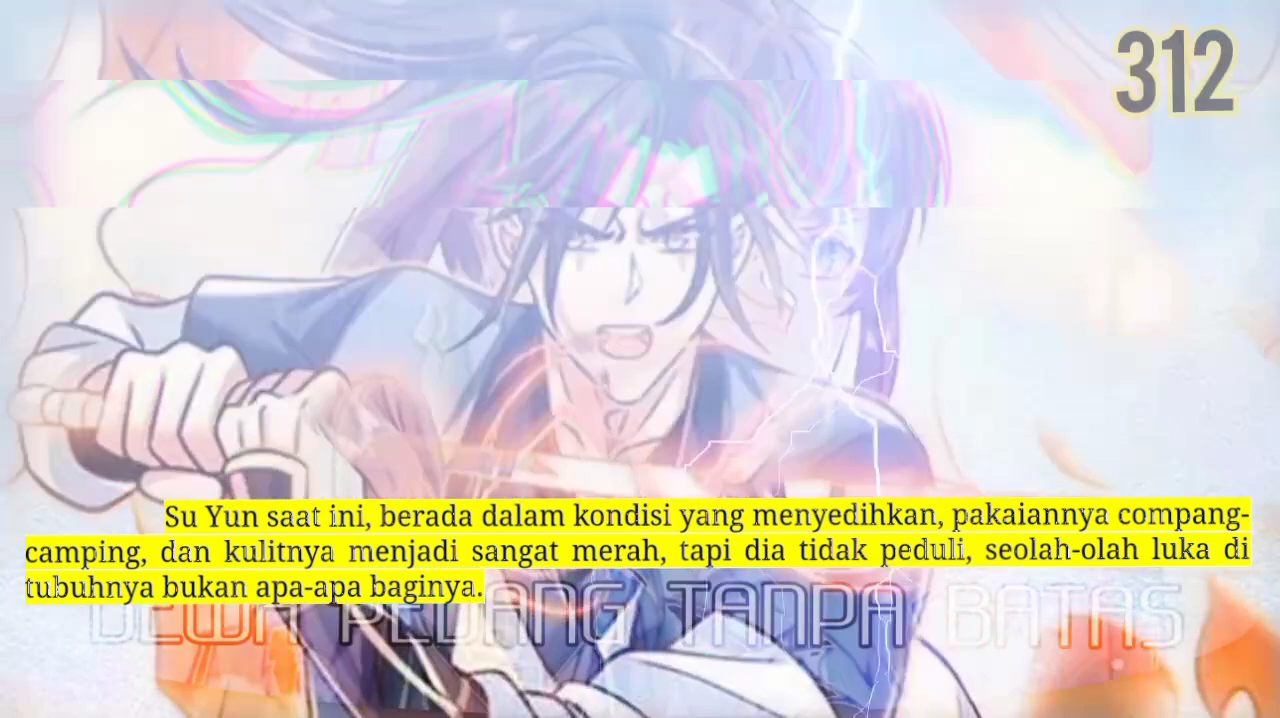 312
Su Yun saat ini, berada dalam kondisi yang menyedihkan, pakaiannya compang-
camping, dan kulitnya menjadi sangat merah, tapi dia tidak peduli, seolah-olah luka di
tubuhnya bukan apa-apa baginya.
DEWA PEDANG TANPA BATAS